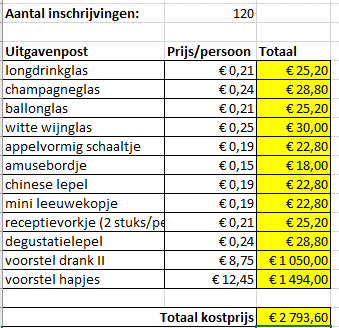 Aantal inschrijvingen: 120
Uitgavenpost Prijs/persoon Totaal
longdrinkglas € 0,21 € 25,20
champagneglas € 0,24 € 28,80
ballonglas € 0,21 € 25,20
witte wijnglas € 0,25 € 30,00
appelvormig schaaltje € 0,19 € 22,80
amusebordje € 0,15 € 18,00
chinese lepel € 0,19 € 22,80
mini leeuwekopje € 0,19 € 22,80
receptievorkje (2 stuks/pe € 0,21 € 25,20
degustatielepel € 0,24 € 28,80
voorstel drank II € 8,75 € 1 050,00
voorstel hapjes € 12,45 € 1 494,00
Totaal kostprijs € 2 793,60